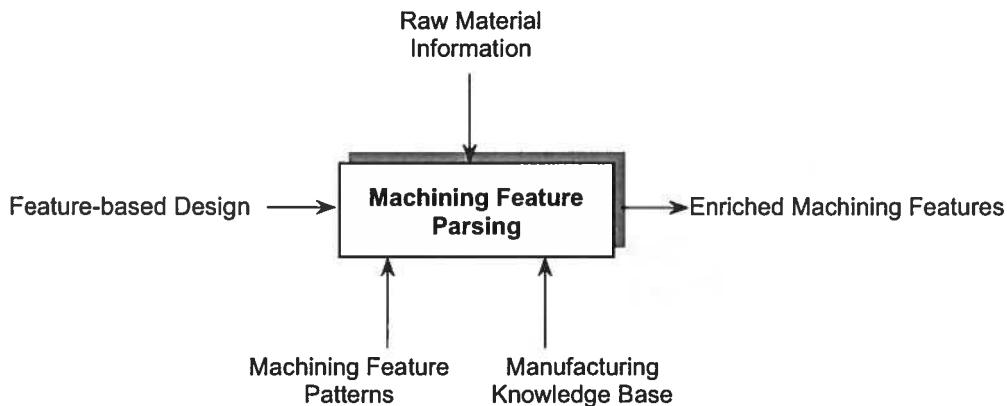 Raw Material
Information
Feature-based Design
Machining Feature
Parsing
Enriched Machining Features
Machining Feature
Patterns
Manufacturing
Knowledge Base